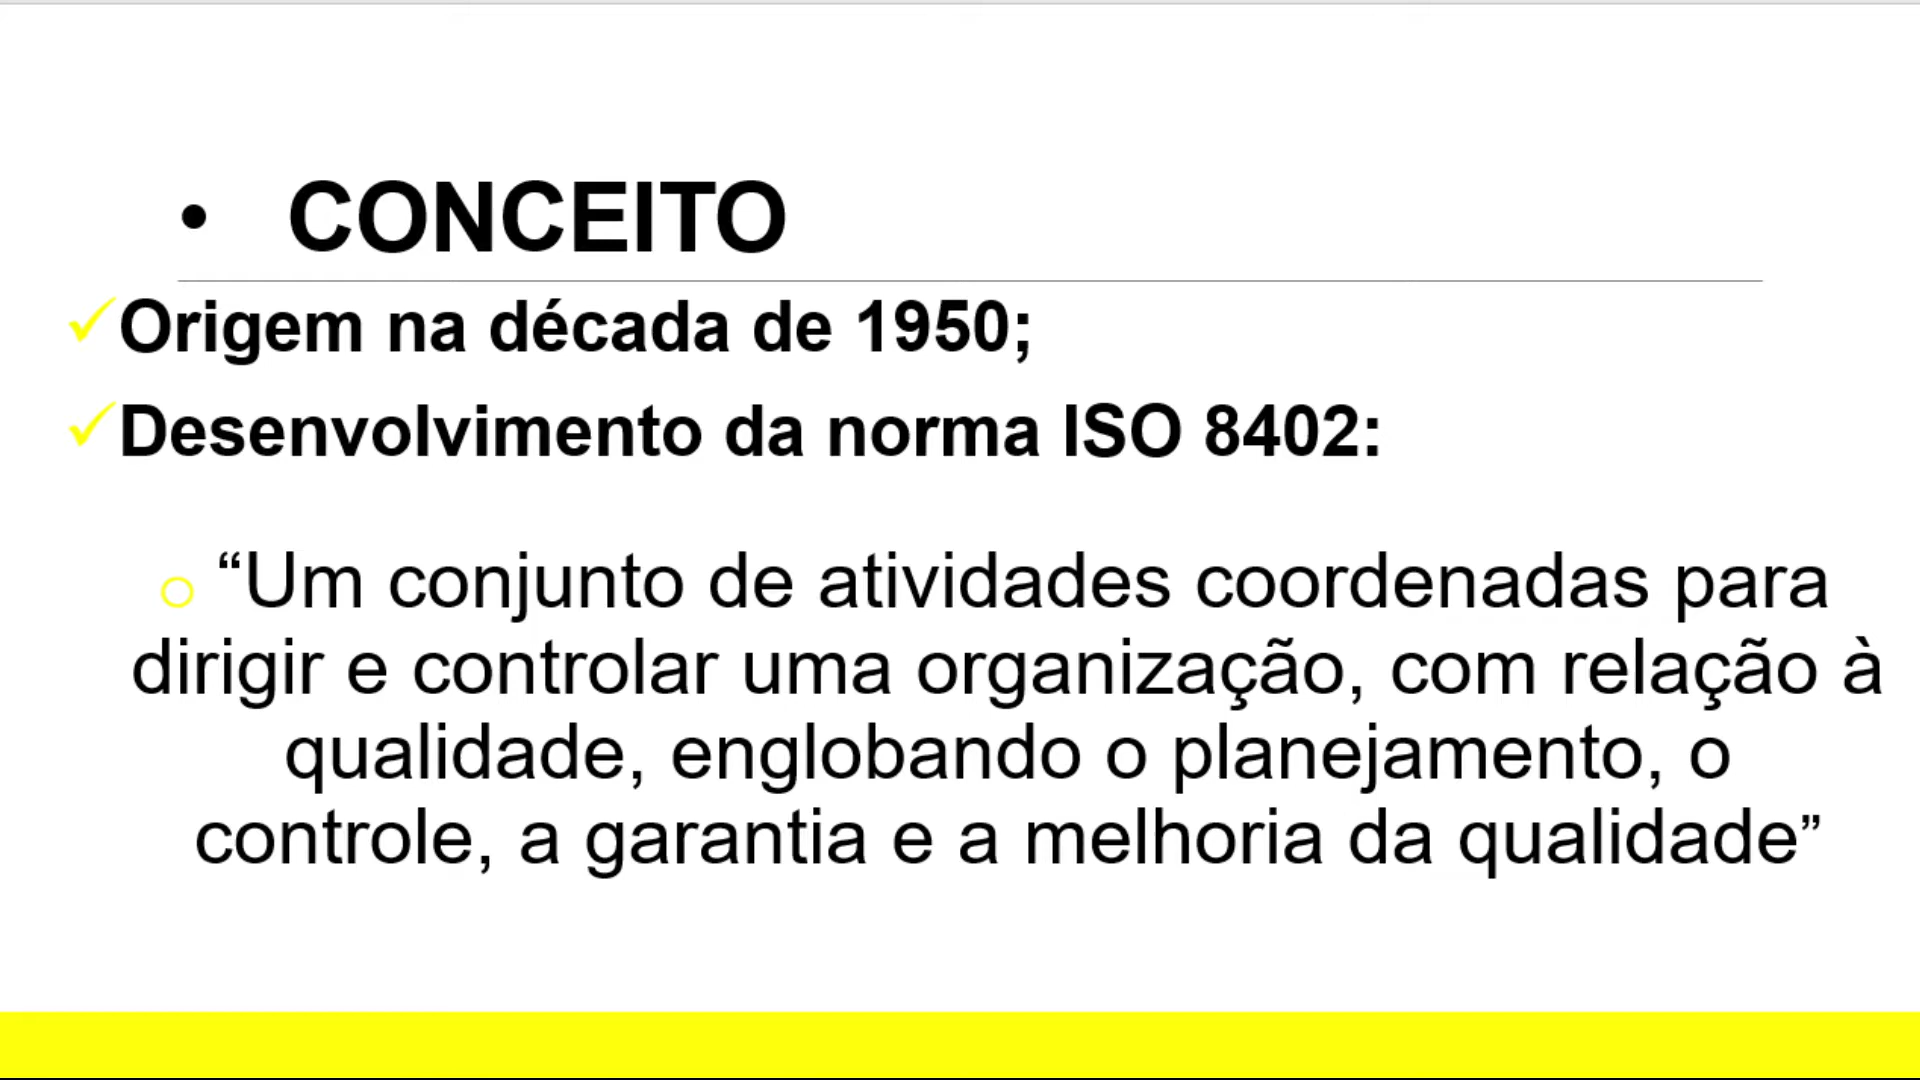 • CONCEITO
✓Origem na década de 1950;
✓Desenvolvimento da norma ISO 8402:
o “Um conjunto de atividades coordenadas para
dirigir e controlar uma organização, com relação à
qualidade, englobando o planejamento, o
controle, a garantia e a melhoria da qualidade”